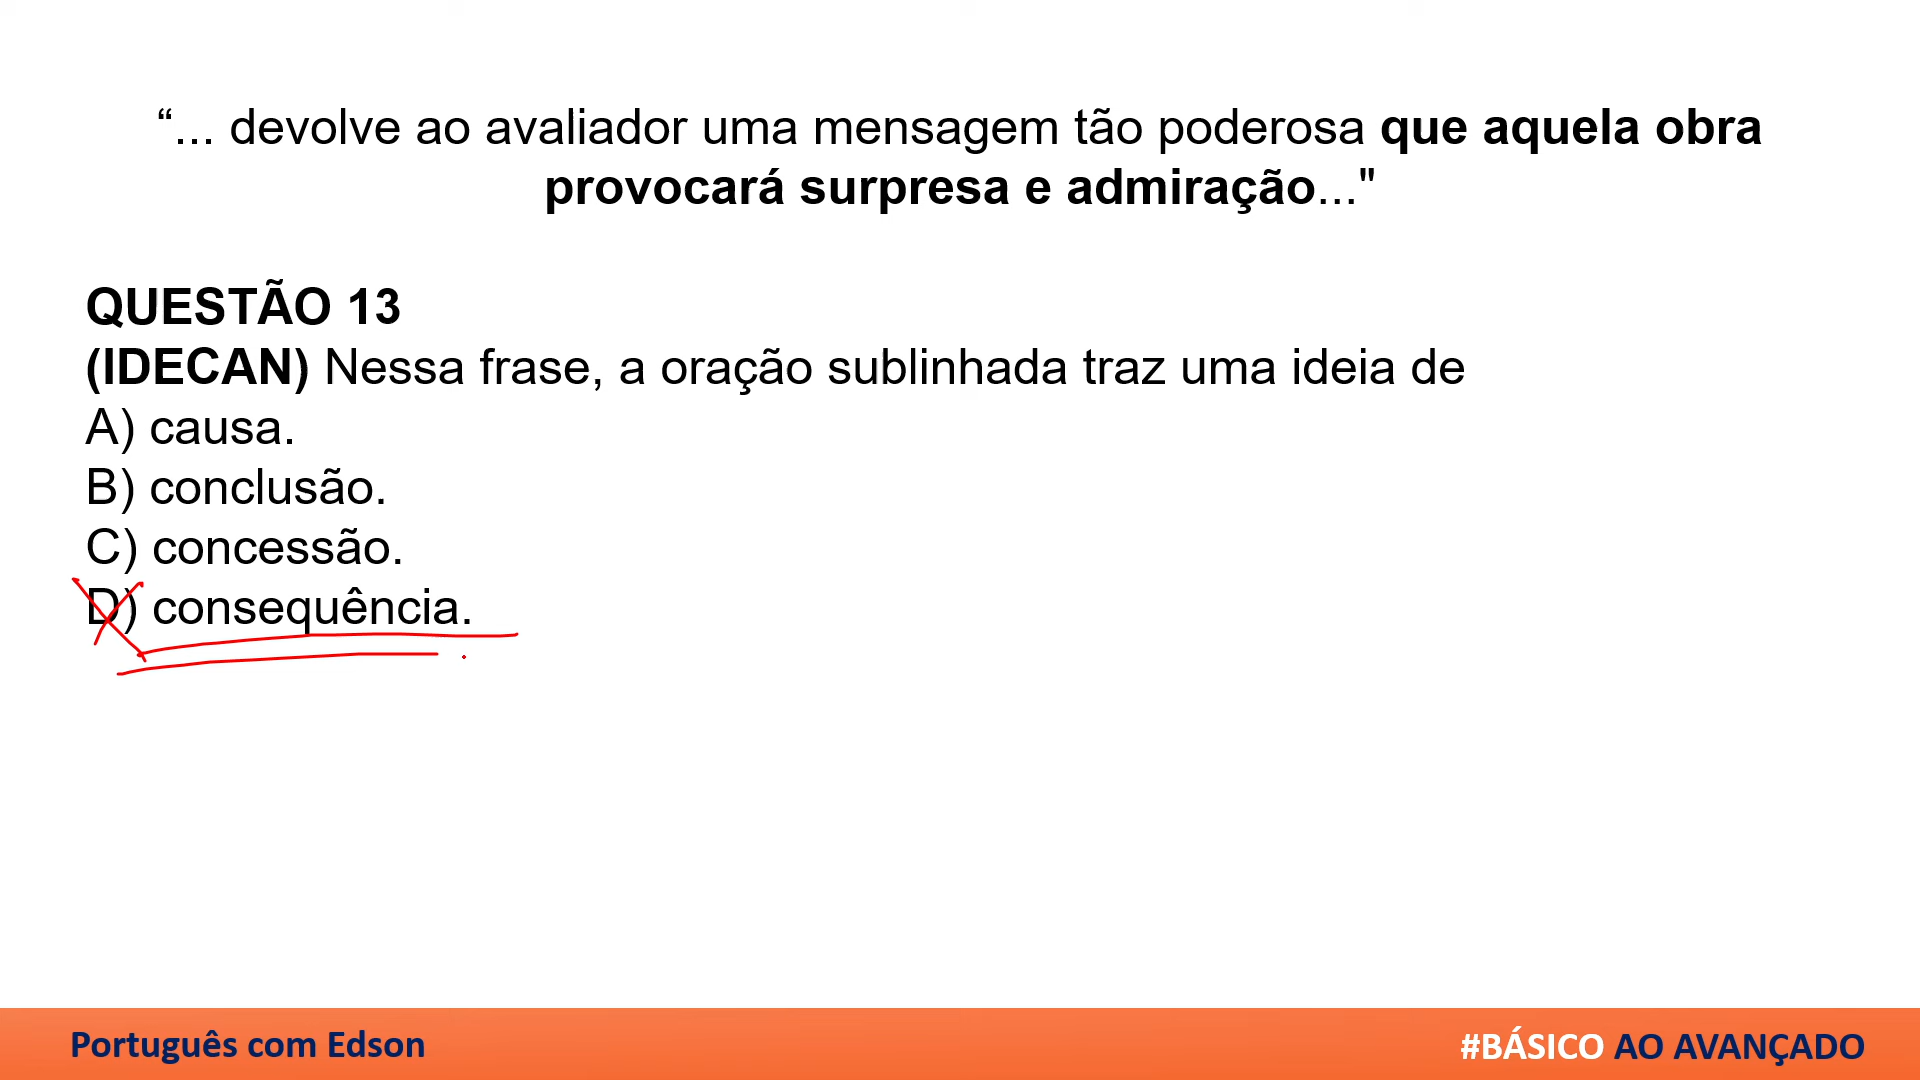 “... devolve ao avaliador uma mensagem tão poderosa que aquela obra
provocará surpresa e admiração..."
QUESTÃO 13
(IDECAN) Nessa frase, a oração sublinhada traz uma ideia de
A) causa.
B) conclusão.
C) concessão.
D) consequência.
Português com Edson
#BÁSICO AO AVANÇADO